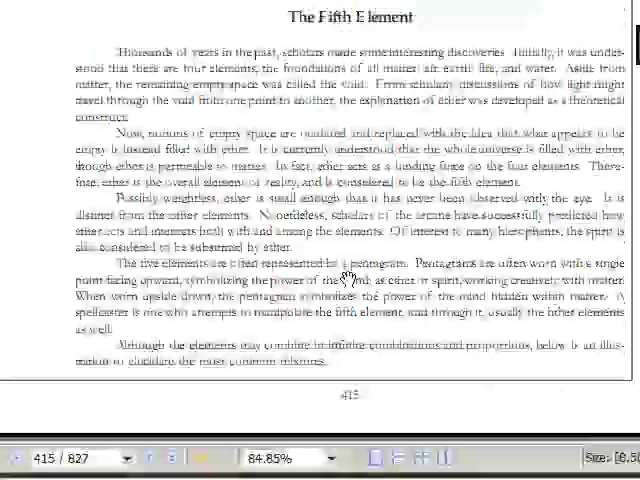 The Fifth Element
Thousands of years in the past, scholars made some interesting discoveries. Initially, it was under-
stood that there are four elements, the foundations of all matter: air, earth, fire, and water. Aside from
matter, the remaining empty space was called the void. From scholarly discussions of how light might
travel through the void from one point to another, the explanation of ether was developed as a theoretical
construct.
Now, notions of empty space are outdated and replaced with the idea that what appears to be
empty is instead filled with ether. It is currently understood that the whole universe is filled with ether,
though ether is permeable to matter. In fact, ether acts as a binding force on the four elements. There-
fore, ether is the overall element of reality, and is considered to be the fifth element.
Possibly weightless, ether is small enough that it has never been observed with the eye. It is
distinct from the other elements. Nonetheless, scholars of the arcane have successfully predicted how
ether acts and interacts both with and among the elements. Of interest to many hierophants, the spirit is
also considered to be subsumed by ether.
The five elements are often represented by a pentagram. Pentagrams are often worn with a single
point facing upward, symbolizing the power of the mind; as ether or spirit, working creatively with matter.
When worn upside down, the pentagram symbolizes the power of the mind hidden within matter. A
spellcaster is one who attempts to manipulate the fifth element, and through it, usually the other elements
as well.
Although the elements may combine in infinite combinations and proportions, below is an illus-
tration to elucidate the most common mixtures.
415
415 / 827 84.85% Size: [8.50